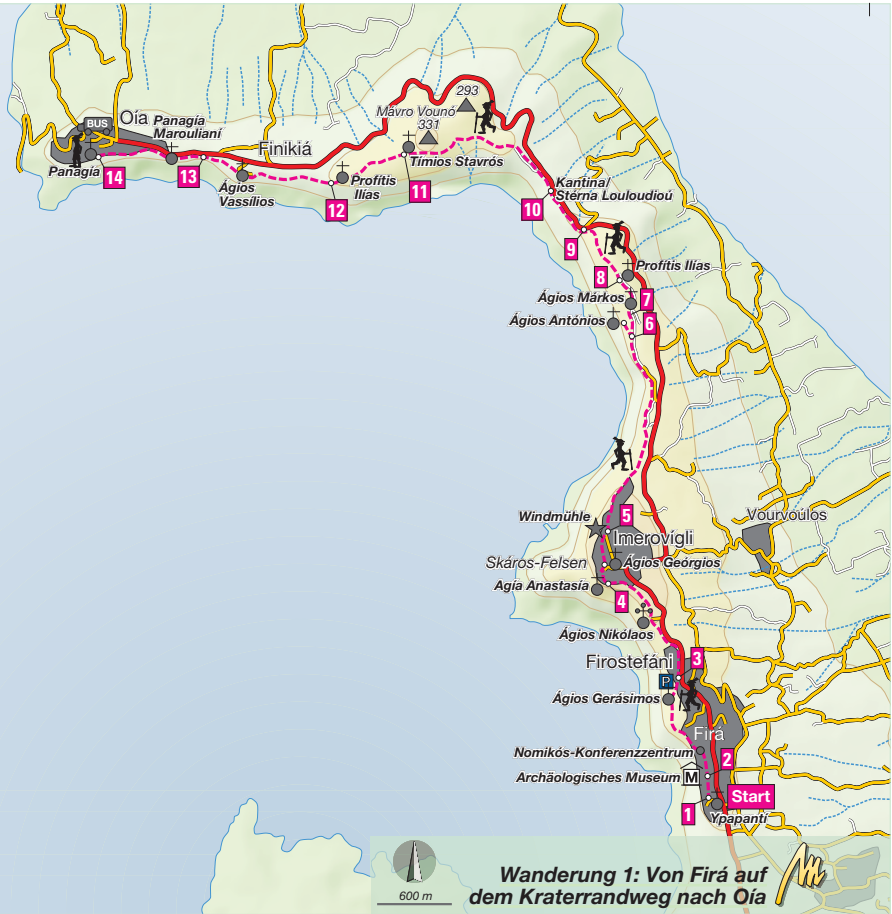 293
Mávro Vounó
331
BUS
Oía
Panagía
Maroulianí
Finikiá
Panagía
14
13
Ágios
Vassílios
12
Profítis
Ilías
Tímios Stavrós
11
Kantína/
Stérna Louloudioú
10
9
8
Profítis Ilías
Ágios Márkos
7
Ágios Antónios
6
Windmühle
5
Imerovígli
Vourvoúlos
Skáros-Felsen
Ágios Geórgios
Agía Anastasía
4
Ágios Nikólaos
Firostefáni
3
P
Ágios Gerásimos
Firá
Nomikós-Konferenzzentrum
2
Archäologisches Museum
M
Start
1
Ypapantí
600 m
Wanderung 1: Von Firá auf
dem Kraterrandweg nach Oía